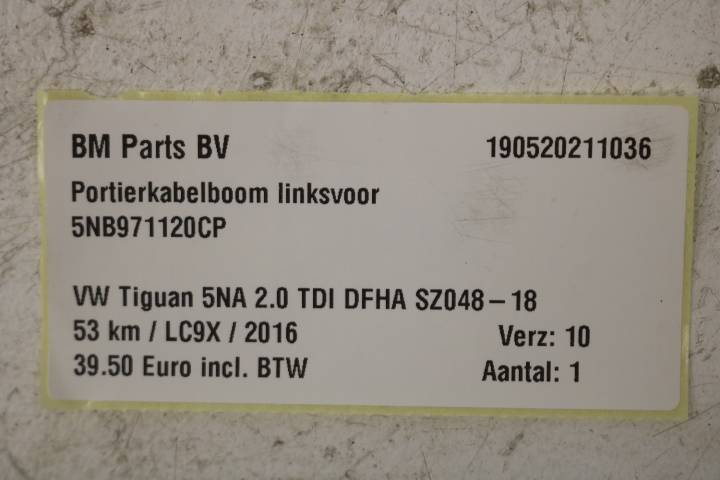 BM Parts BV 190520211036
Portierkabelboom linksvoor
5NB971120CP
VW Tiguan 5NA 2.0 TDI DFHA SZ048-18
53 km / LC9X / 2016 Verz: 10
39.50 Euro incl. BTW Aantal: 1